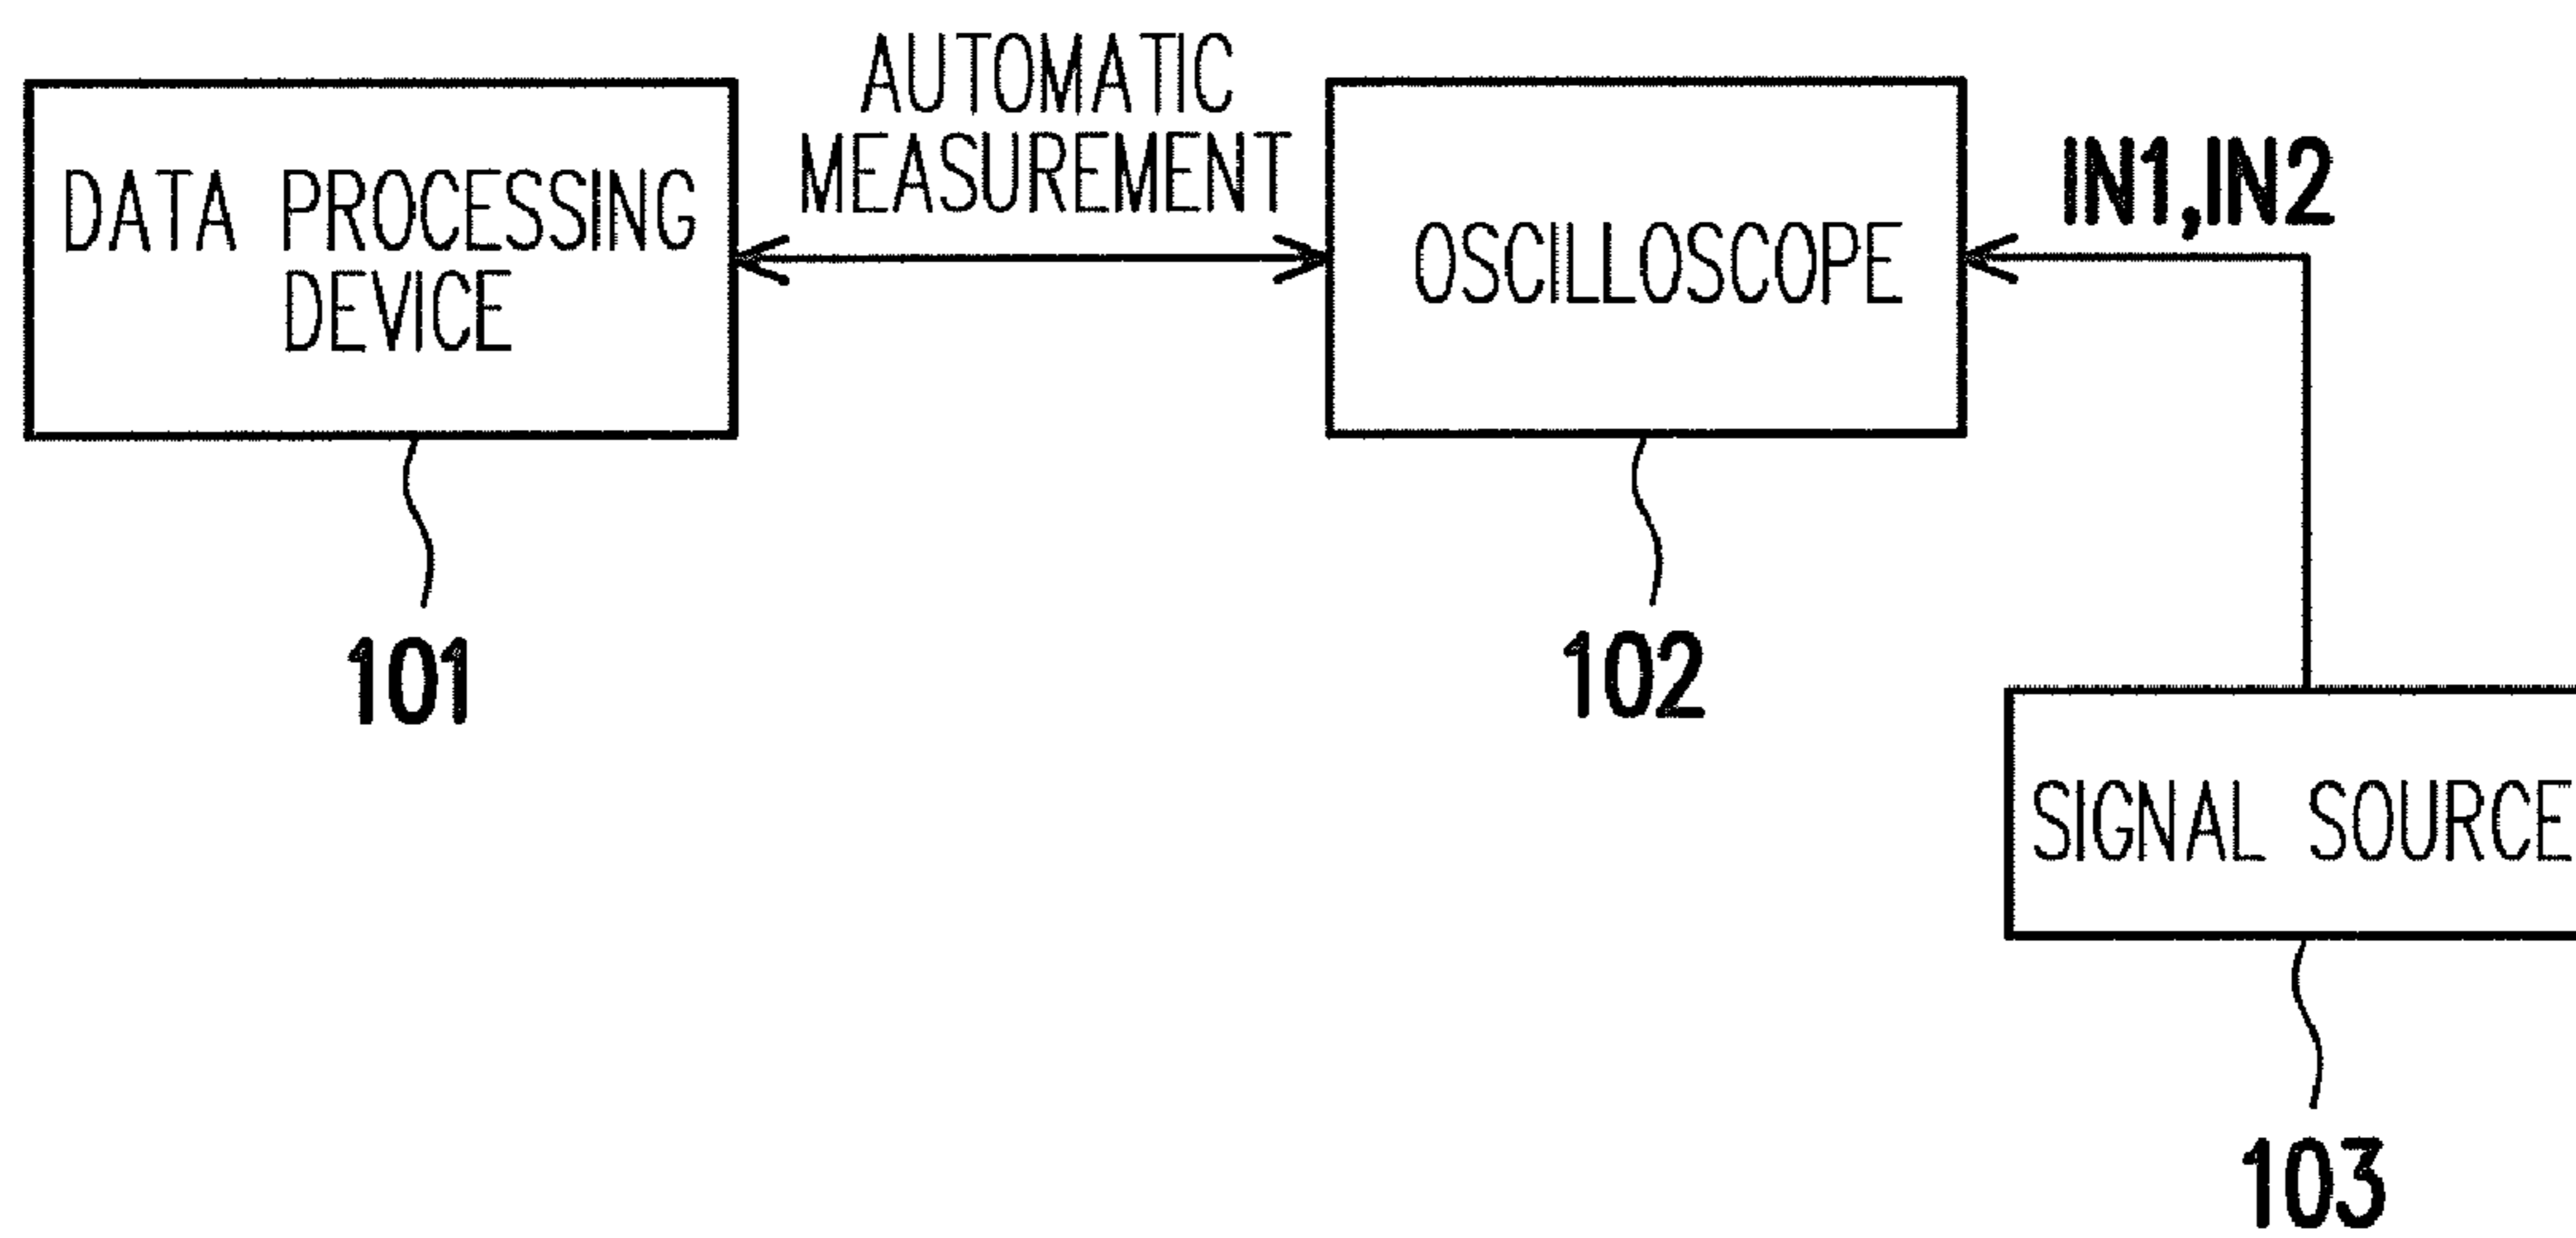 AUTOMATIC
MEASUREMENT
DATA PROCESSING
DEVICE
OSCILLOSCOPE
IN1,IN2
101
102
SIGNAL SOURCE
103